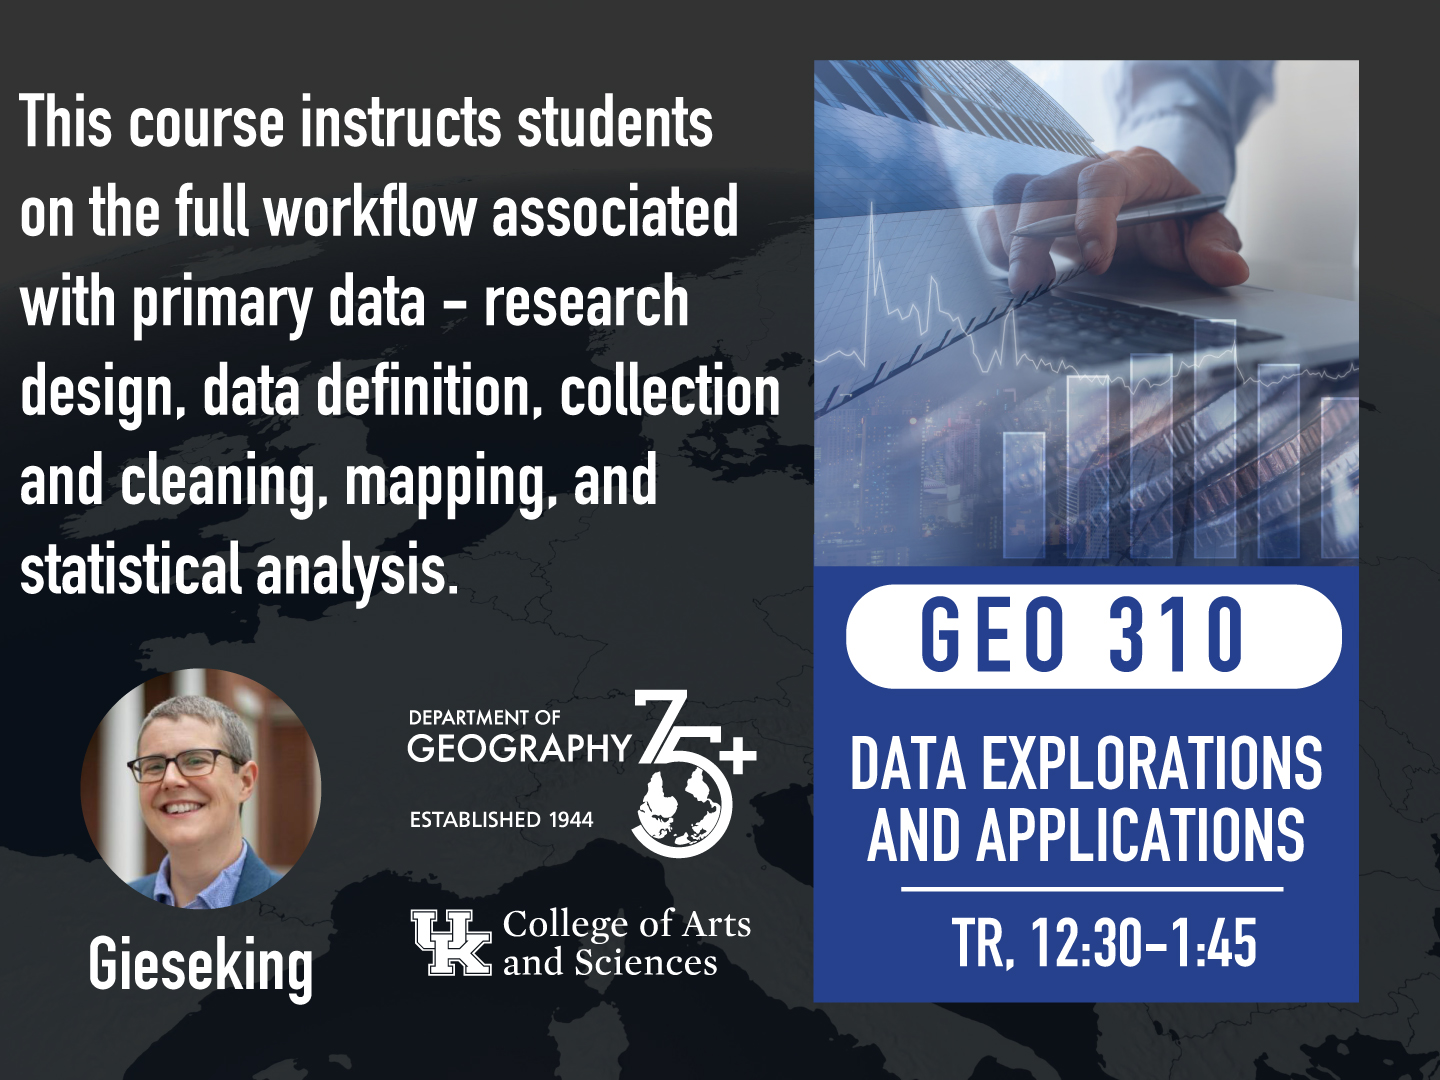 This course instructs students
on the full workflow associated
with primary data – research
design, data definition, collection
and cleaning, mapping, and
statistical analysis.
Gieseking
DEPARTMENT OF
GEOGRAPHY
75+
ESTABLISHED 1944
UK
College of Arts
and Sciences
GEO 310
DATA EXPLORATIONS
AND APPLICATIONS
TR, 12:30–1:45